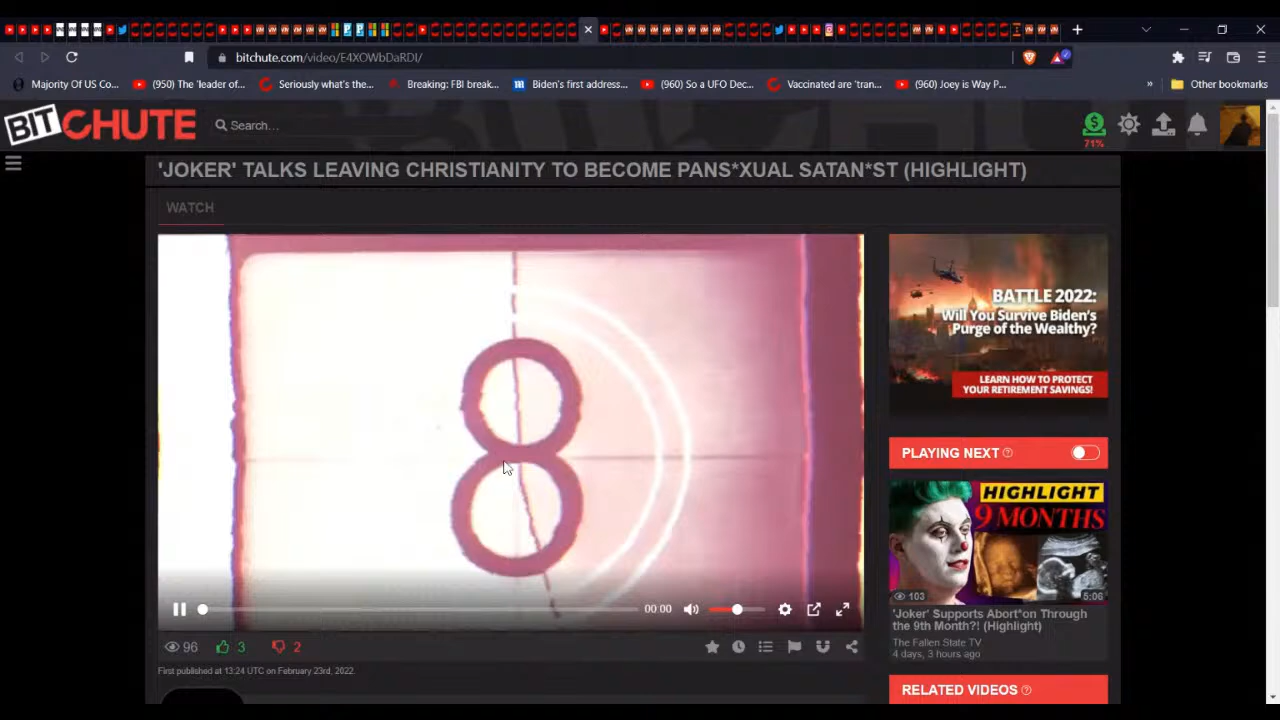 bitchute.com/video/E4XOWbDaRDI/
Majority Of US Co...
(950) The 'leader of...
Seriously what's the...
Breaking: FBI break...
Biden's first address...
(960) So a UFO Dec...
Vaccinated are 'tran...
(960) Joey is Way P...
»
Other bookmarks
BITCHUTE
Search...
71%
'JOKER' TALKS LEAVING CHRISTIANITY TO BECOME PANS*XUAL SATAN*ST (HIGHLIGHT)
WATCH
8
00:00
96
3
2
First published at 13:24 UTC on February 23rd, 2022.
BATTLE 2022:
Will You Survive Biden's
Purge of the Wealthy?
LEARN HOW TO PROTECT
YOUR RETIREMENT SAVINGS!
PLAYING NEXT
HIGHLIGHT
9 MONTHS
103
5:06
'Joker' Supports Abort*on Through
the 9th Month?! (Highlight)
The Fallen State TV
4 days, 3 hours ago
RELATED VIDEOS